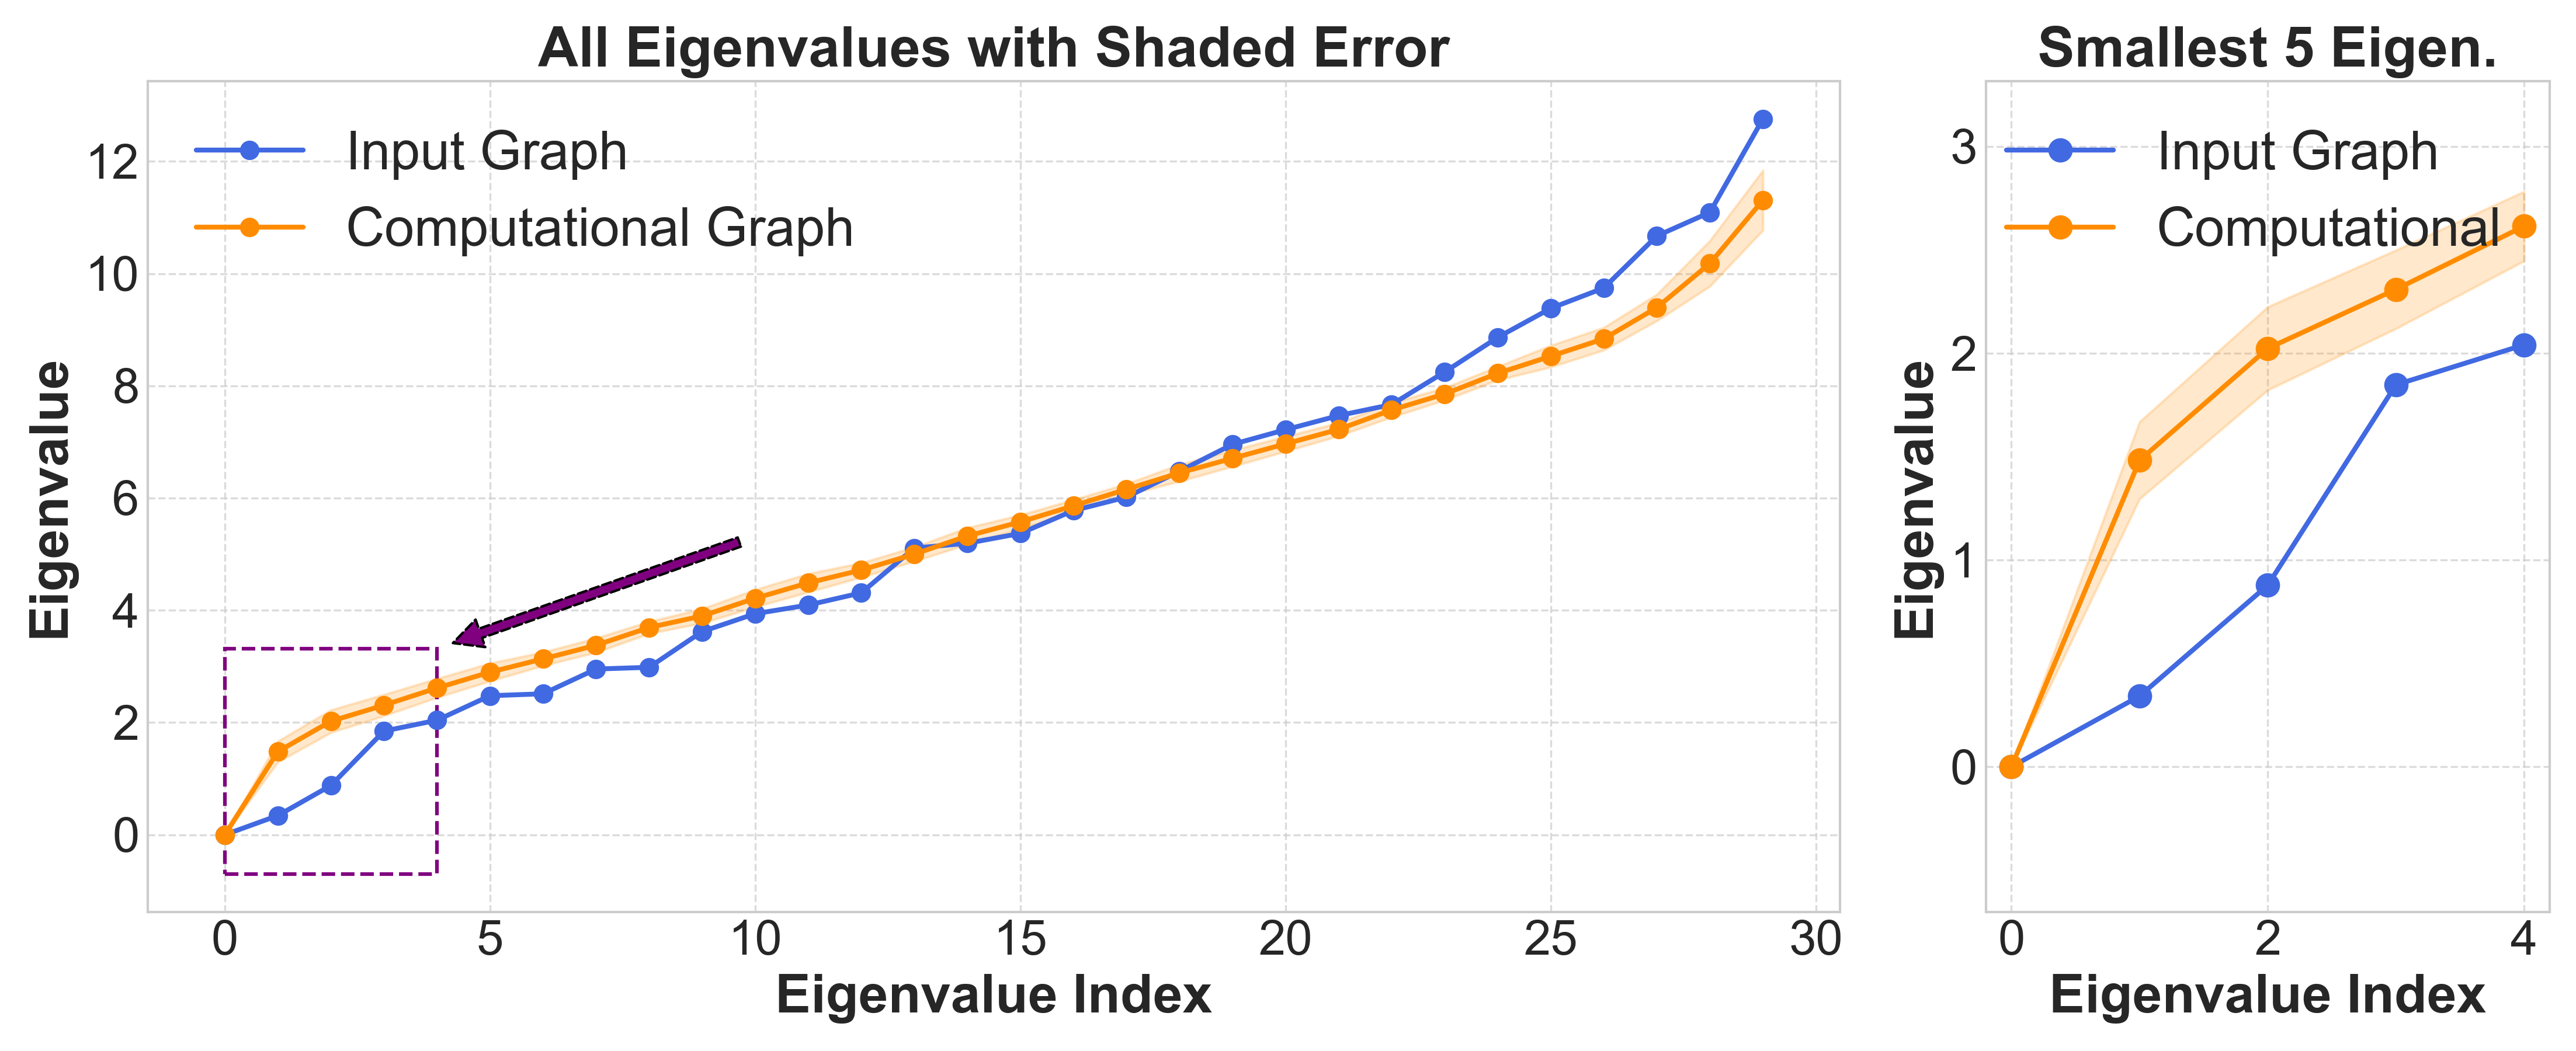 All Eigenvalues with Shaded Error
Input Graph
Computational Graph
Eigenvalue
12
10
8
6
4
2
0
0 5 10 15 20 25 30
Eigenvalue Index
Smallest 5 Eigen.
Input Graph
Computational
Eigenvalue
3
2
1
0
0 2 4
Eigenvalue Index